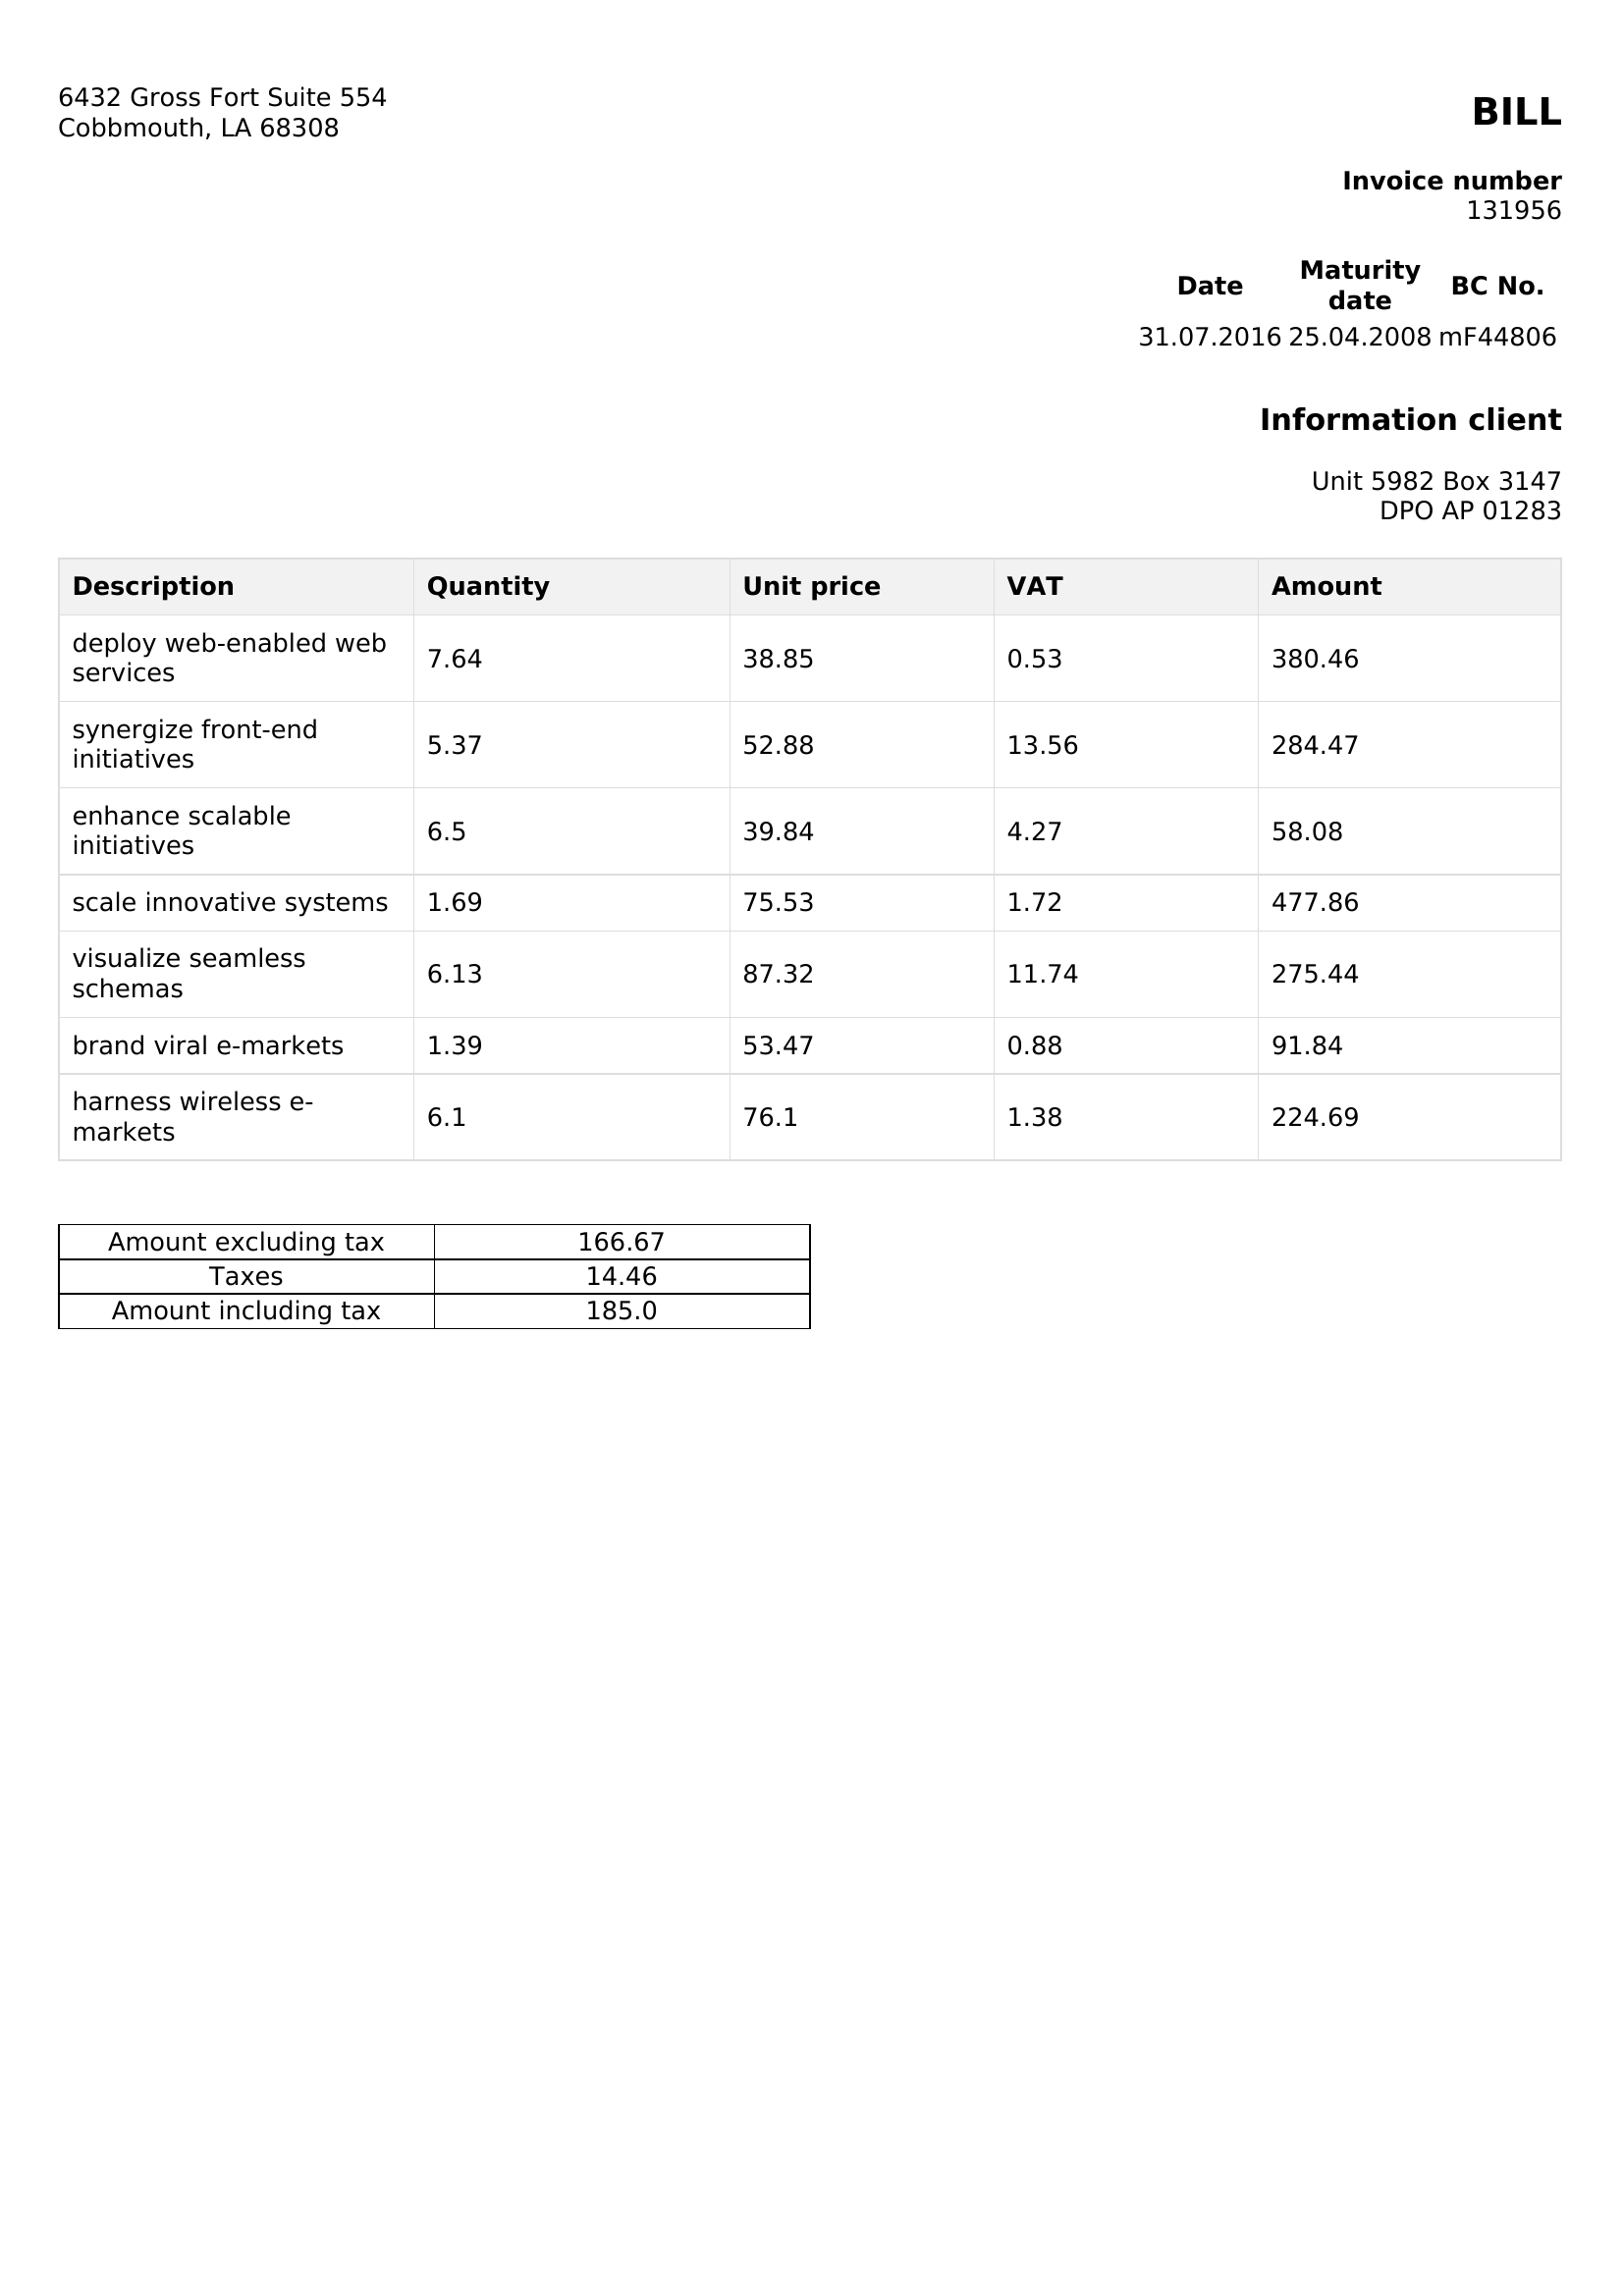 6432 Gross Fort Suite 554
Cobbmouth, LA 68308
BILL
Invoice number
131956
Date Maturity date BC No.
31.07.2016 25.04.2008 mF44806
Information client
Unit 5982 Box 3147
DPO AP 01283
Description Quantity Unit price VAT Amount
deploy web-enabled web
services 7.64 38.85 0.53 380.46
synergize front-end
initiatives 5.37 52.88 13.56 284.47
enhance scalable
initiatives 6.5 39.84 4.27 58.08
scale innovative systems 1.69 75.53 1.72 477.86
visualize seamless
schemas 6.13 87.32 11.74 275.44
brand viral e-markets 1.39 53.47 0.88 91.84
harness wireless e-
markets 6.1 76.1 1.38 224.69
Amount excluding tax 166.67
Taxes 14.46
Amount including tax 185.0